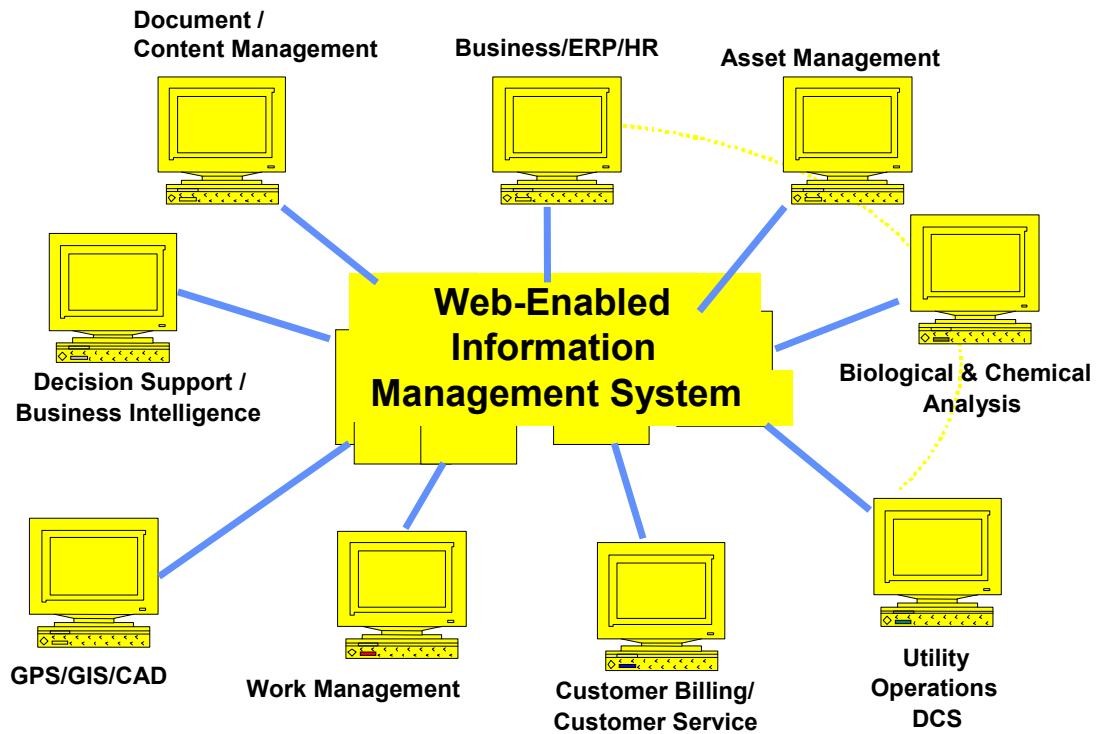 Document /
Content Management
Business/ERP/HR
Asset Management
Web-Enabled
Information
Management System
Decision Support /
Business Intelligence
Biological & Chemical
Analysis
GPS/GIS/CAD
Work Management
Customer Billing/
Customer Service
Utility
Operations
DCS